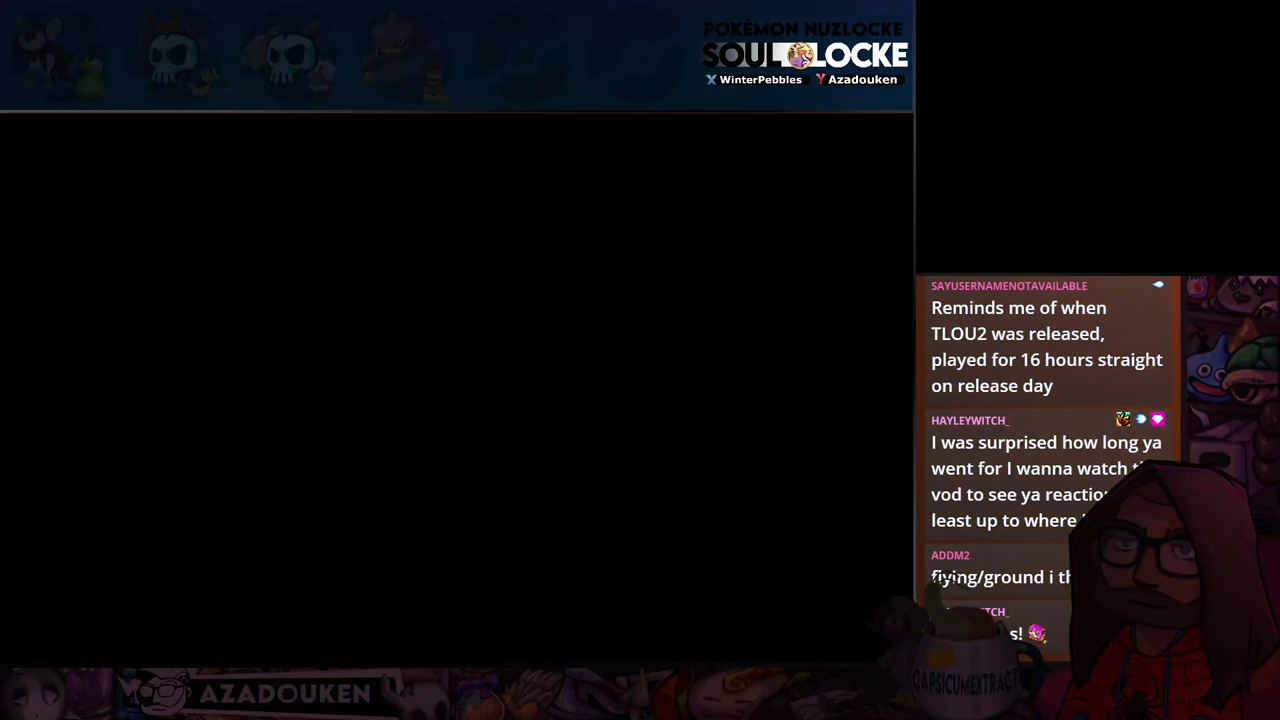 POKÉMON NUZLOCKE
SOUL LOCKE
WinterPebbles Azadouken
SAYUSERNAMENOTAVAILABLE
Reminds me of when
TLOU2 was released,
played for 16 hours straight
on release day
HAYLEYWITCH_
I was surprised how long ya
went for I wanna watch
vod to see ya
least up to where
ADDM2
flying/ground i
s!
AZADOUKEN
CAPSICUMEXTRACT